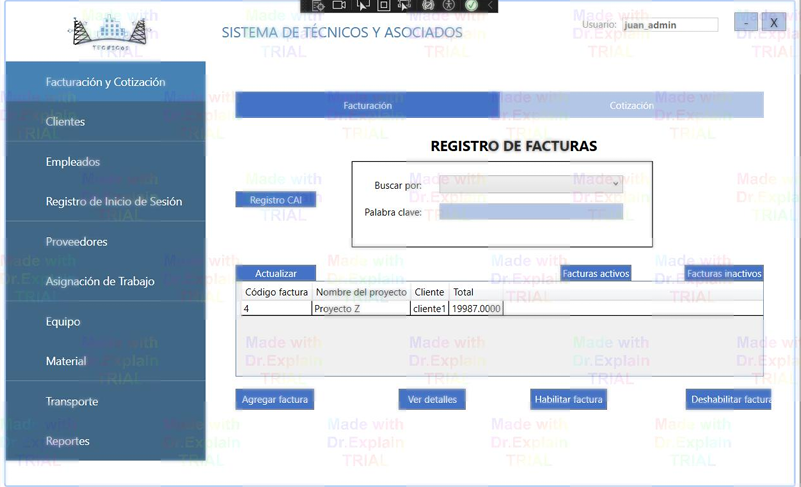 TECNICOS
SISTEMA DE TÉCNICOS Y ASOCIADOS
Usuario: juan_admin
- X
Facturación y Cotización
Clientes
Empleados
Registro de Inicio de Sesión
Proveedores
Asignación de Trabajo
Equipo
Material
Transporte
Reportes
Facturación Cotización
REGISTRO DE FACTURAS
Buscar por:
Registro CAI
Palabra clave:
Actualizar Facturas activos Facturas inactivos
Código factura Nombre del proyecto Cliente Total
4 Proyecto Z cliente1 19987.0000
Agregar factura Ver detalles Habilitar factura Deshabilitar factura
Made with
Dr.Explain
TRIAL